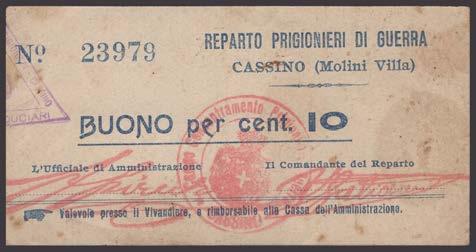 Nº 23979
REPARTO PRIGIONIERI DI GUERRA
CASSINO (Molini Villa)
BUONO per cent. 10
L'Ufficiale di Amministrazione
Il Comandante del Reparto
Valevole presso il Vivandiere, e rimborsabile alla Cassa dell'Amministrazione.